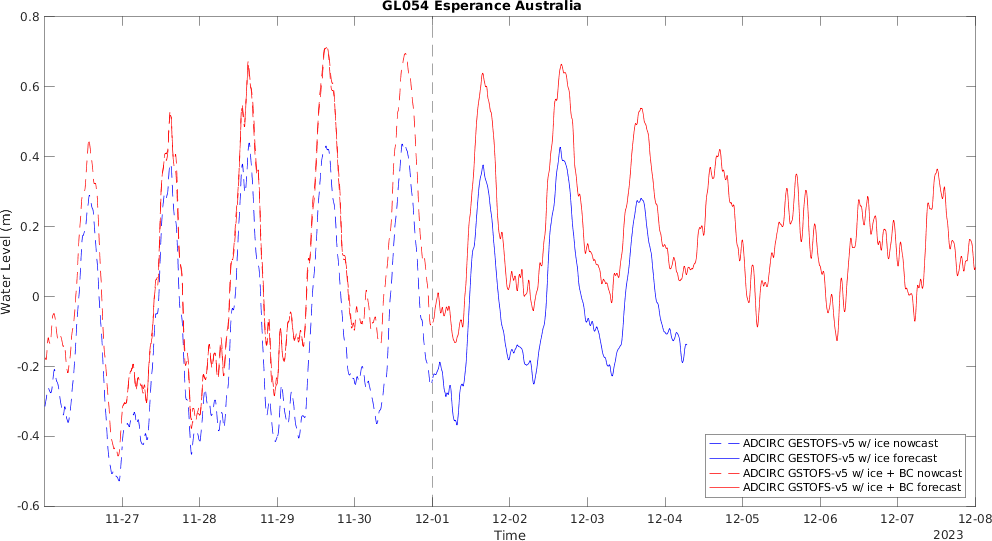 GL054 Esperance Australia
0.8
0.6
0.4
0.2
0
-0.2
-0.4
-0.6
Water Level (m)
ADCIRC GESTOFS-v5 w/ ice nowcast
ADCIRC GESTOFS-v5 w/ ice forecast
ADCIRC GSTOFS-v5 w/ ice + BC nowcast
ADCIRC GSTOFS-v5 w/ ice + BC forecast
11-27 11-28 11-29 11-30 12-01 12-02 12-03 12-04 12-05 12-06 12-07 12-08
Time
2023